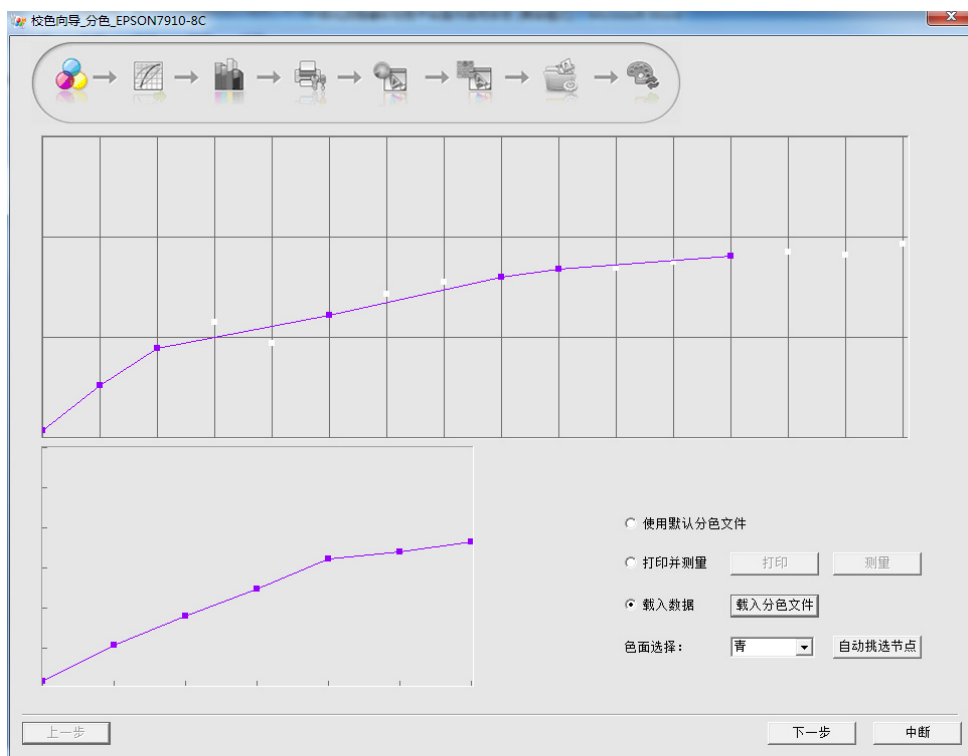 校色向导_分色_EPSON7910-8C
使用默认分色文件
打印并测量
打印
测量
载入数据
载入分色文件
色面选择：
青
自动挑选节点
上一步
下一步
中断